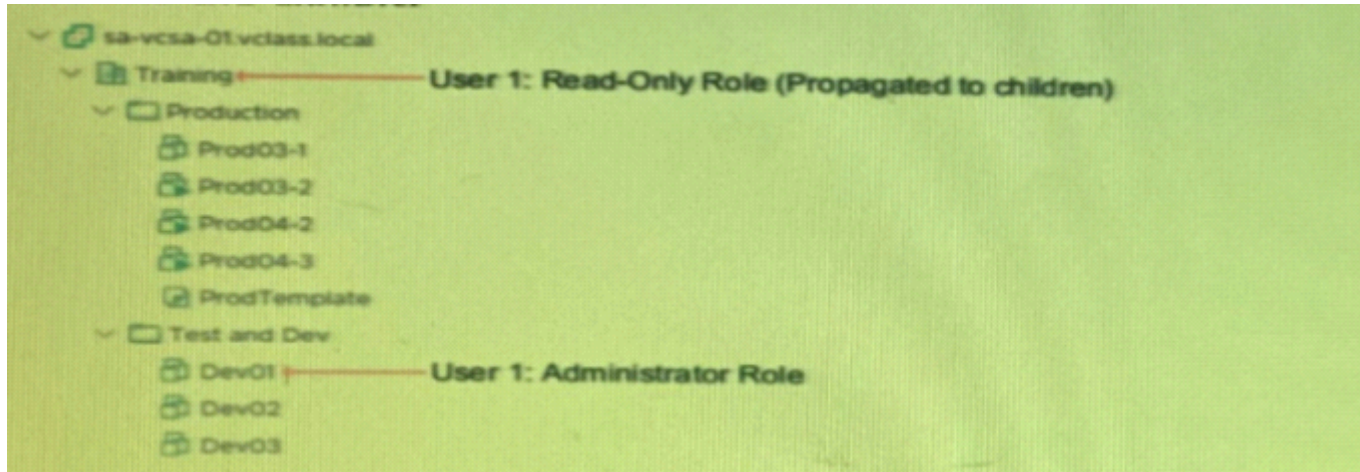 sa-vcsa-01.vclass.local
Training User 1: Read-Only Role (Propagated to children)
Production
Prod03-1
Prod03-2
Prod04-2
Prod04-3
ProdTemplate
Test and Dev
Dev01 User 1: Administrator Role
Dev02
Dev03